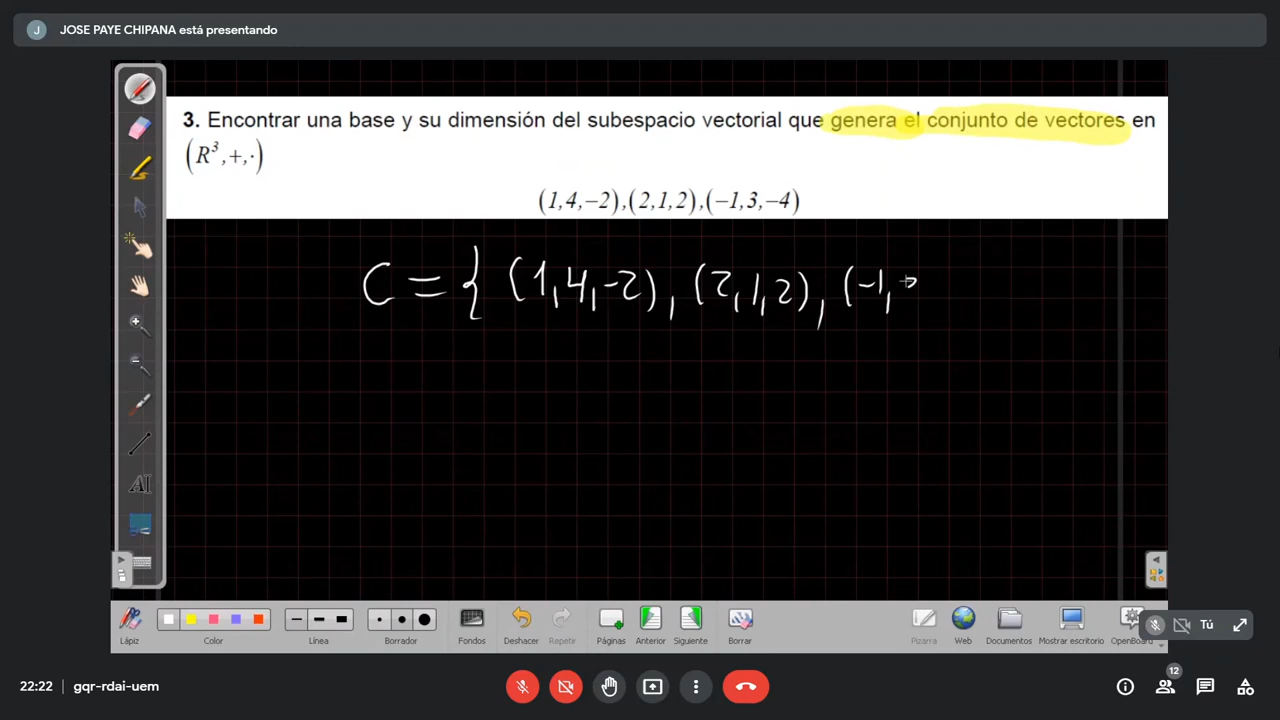 J JOSE PAYE CHIPANA está presentando
3. Encontrar una base y su dimensión del subespacio vectorial que genera el conjunto de vectores en
(R³,+,·)
(1,4,−2),(2,1,2),(−1,3,−4)
C = { (1,4,-2), (2,1,2), (-1,
AI
Lápiz Color Línea Borrador Fondos Deshacer Repetir Páginas Anterior Siguiente Borrar Pizarra Web Documentos Mostrar escritorio OpenBoard
Tú
22:22 | gqr-rdai-uem
12